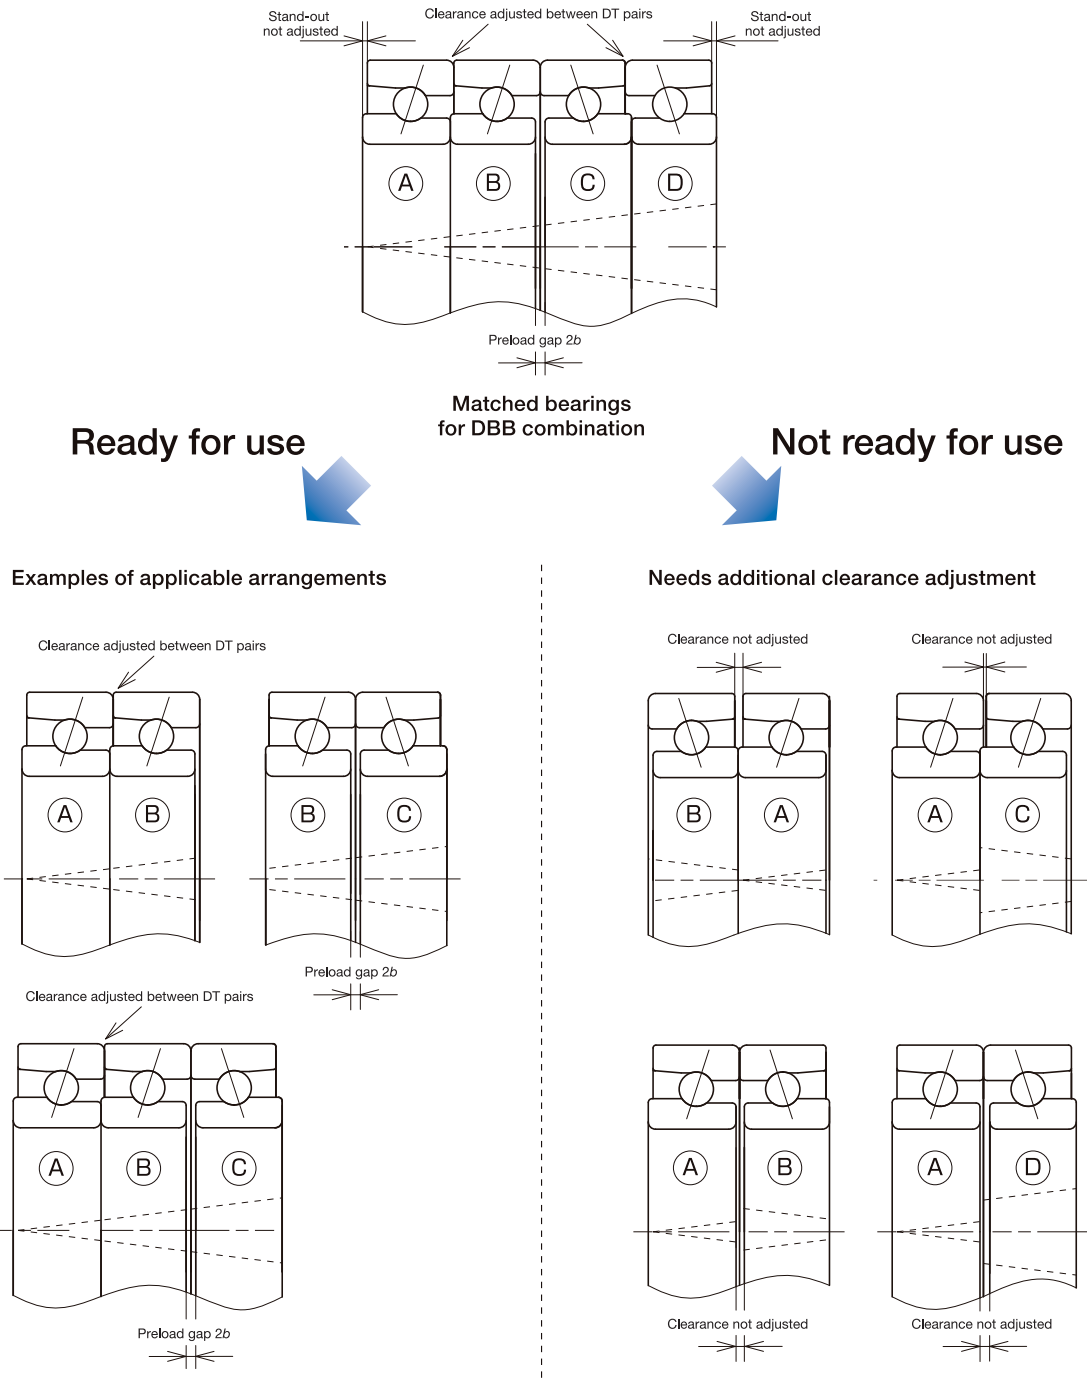 Stand-out
not adjusted
Clearance adjusted between DT pairs
Stand-out
not adjusted
A
B
C
D
Preload gap 2b
Matched bearings
for DBB combination
Ready for use
Not ready for use
Examples of applicable arrangements
Needs additional clearance adjustment
Clearance adjusted between DT pairs
A
B
B
C
Preload gap 2b
Clearance adjusted between DT pairs
A
B
C
Preload gap 2b
Clearance not adjusted
Clearance not adjusted
B
A
A
C
A
B
A
D
Clearance not adjusted
Clearance not adjusted